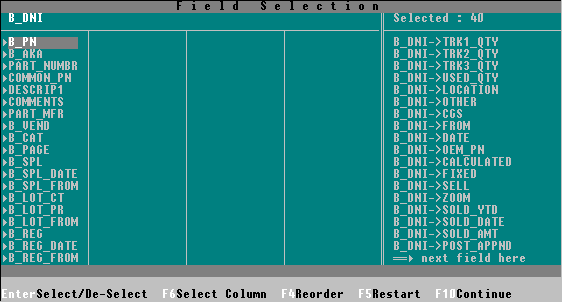 Field Selection
B_DNI
Selected : 40
B_PN
B_AKA
PART_NUMBR
COMMON_PN
DESCRIP1
COMMENTS
PART_MFR
B_VEND
B_CAT
B_PAGE
B_SPL
B_SPL_DATE
B_SPL_FROM
B_LOT_CT
B_LOT_PR
B_LOT_FROM
B_REG
B_REG_DATE
B_REG_FROM
B_DNI->TRK1_QTY
B_DNI->TRK2_QTY
B_DNI->TRK3_QTY
B_DNI->USED_QTY
B_DNI->LOCATION
B_DNI->OTHER
B_DNI->CGS
B_DNI->FROM
B_DNI->DATE
B_DNI->OEM_PN
B_DNI->CALCULATED
B_DNI->FIXED
B_DNI->SELL
B_DNI->ZOOM
B_DNI->SOLD_YTD
B_DNI->SOLD_DATE
B_DNI->SOLD_AMT
B_DNI->POST_APPND
next field here
Enter Select/De-Select F6 Select Column F4 Reorder F5 Restart F10 Continue